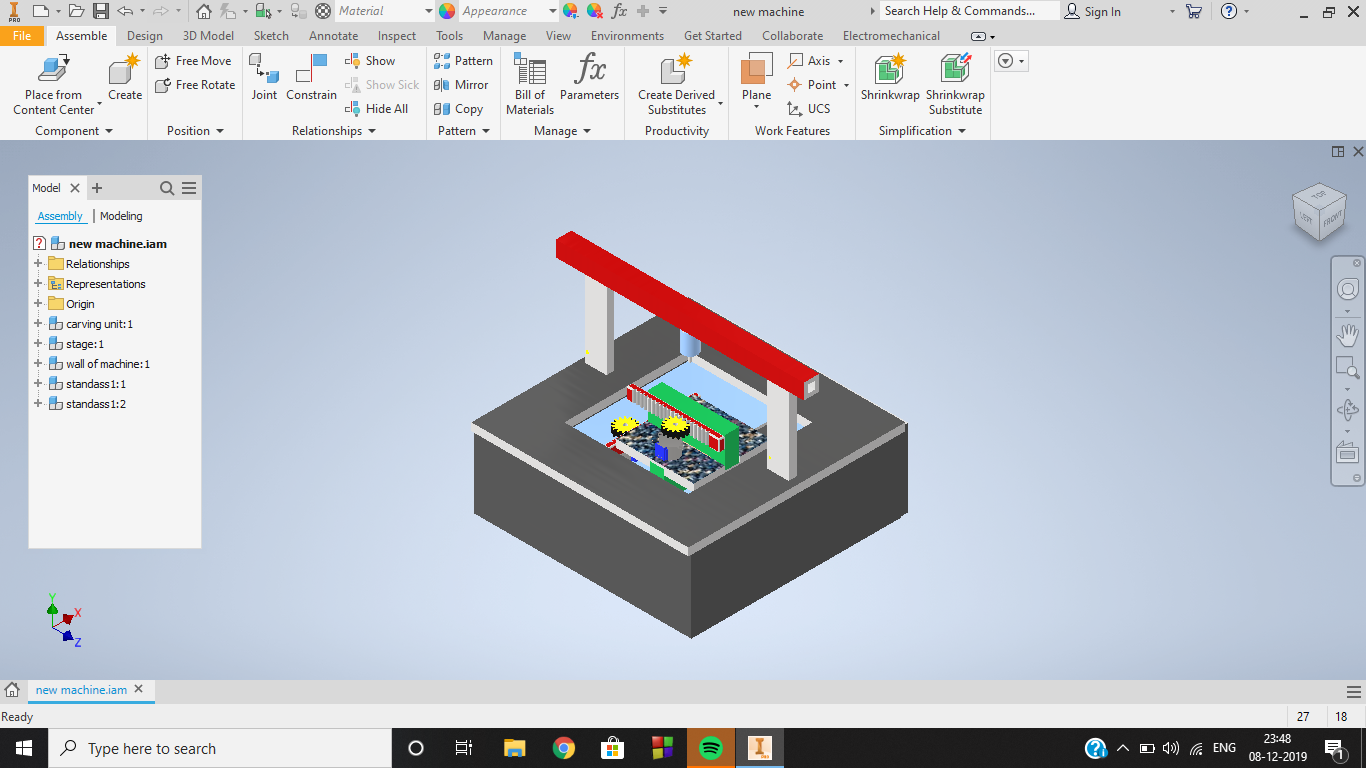 PRO
Material
Appearance
fx
new machine
Search Help & Commands...
Sign In
File
Assemble
Design
3D Model
Sketch
Annotate
Inspect
Tools
Manage
View
Environments
Get Started
Collaborate
Electromechanical
Place from
Content Center
Create
Component
Free Move
Free Rotate
Position
Joint
Constrain
Show
Show Sick
Hide All
Relationships
Pattern
Mirror
Copy
Pattern
Bill of
Materials
fx
Parameters
Manage
Create Derived
Substitutes
Productivity
Plane
Axis
Point
UCS
Work Features
Shrinkwrap
Shrinkwrap
Substitute
Simplification
Model
Assembly | Modeling
new machine.iam
Relationships
Representations
Origin
carving unit:1
stage:1
wall of machine:1
standass1:1
standass1:2
TOP
LEFT
FRONT
Y
X
Z
new machine.iam
Ready
27
18
Type here to search
PRO
ENG
23:48
08-12-2019
1